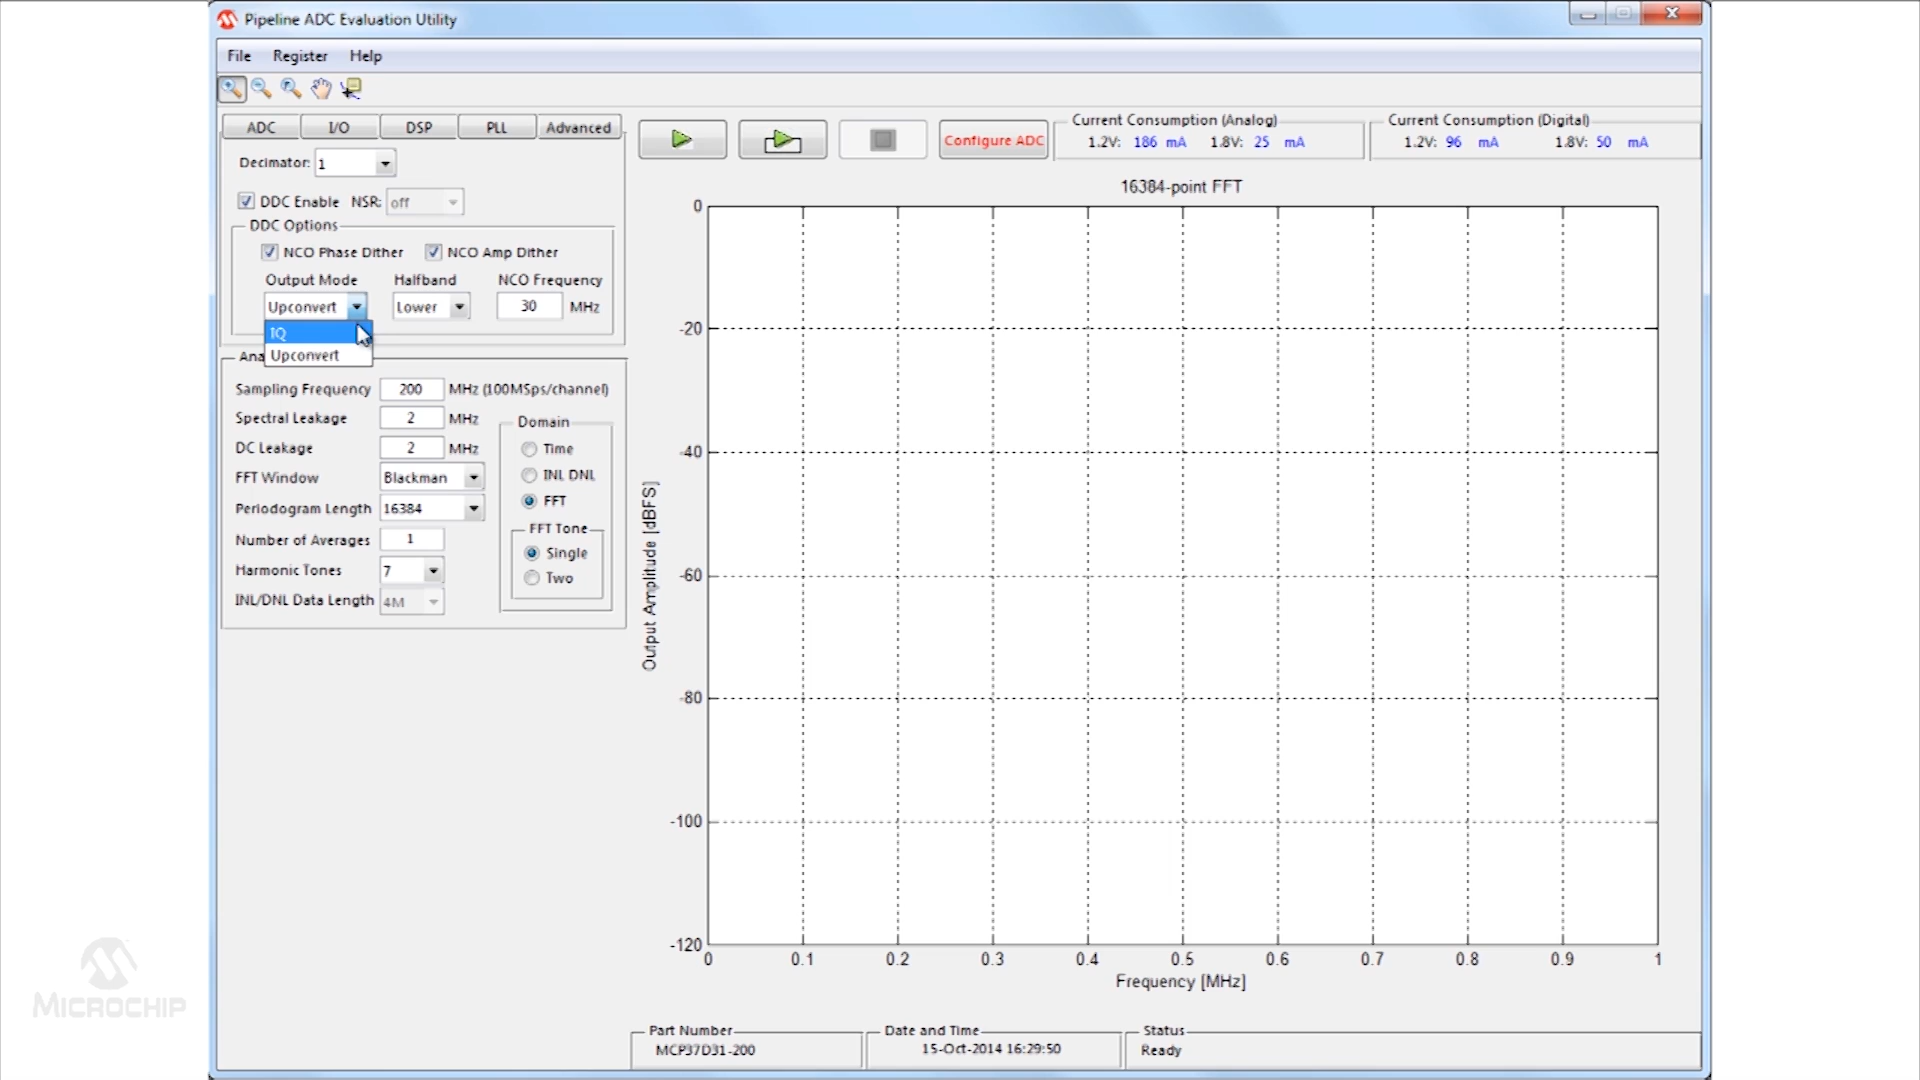 Pipeline ADC Evaluation Utility
File Register Help
ADC I/O DSP PLL Advanced
Decimator: 1
DDC Enable NSR: off
DDC Options
NCO Phase Dither NCO Amp Dither
Output Mode Halfband NCO Frequency
Upconvert Lower 30 MHz
IQ
Upconvert
Ana
Sampling Frequency 200 MHz (100MSps/channel)
Spectral Leakage 2 MHz
DC Leakage 2 MHz
FFT Window Blackman
Periodogram Length 16384
Number of Averages 1
Harmonic Tones 7
INL/DNL Data Length 4M
Domain
Time
INL DNL
FFT
FFT Tone
Single
Two
Configure ADC
Current Consumption (Analog)
1.2V: 186 mA 1.8V: 25 mA
Current Consumption (Digital)
1.2V: 96 mA 1.8V: 50 mA
16384-point FFT
0
-20
-40
-60
-80
-100
-120
Output Amplitude [dBFS]
0 0.1 0.2 0.3 0.4 0.5 0.6 0.7 0.8 0.9 1
Frequency [MHz]
Part Number
MCP37D31-200
Date and Time
15-Oct-2014 16:29:50
Status
Ready
MICROCHIP